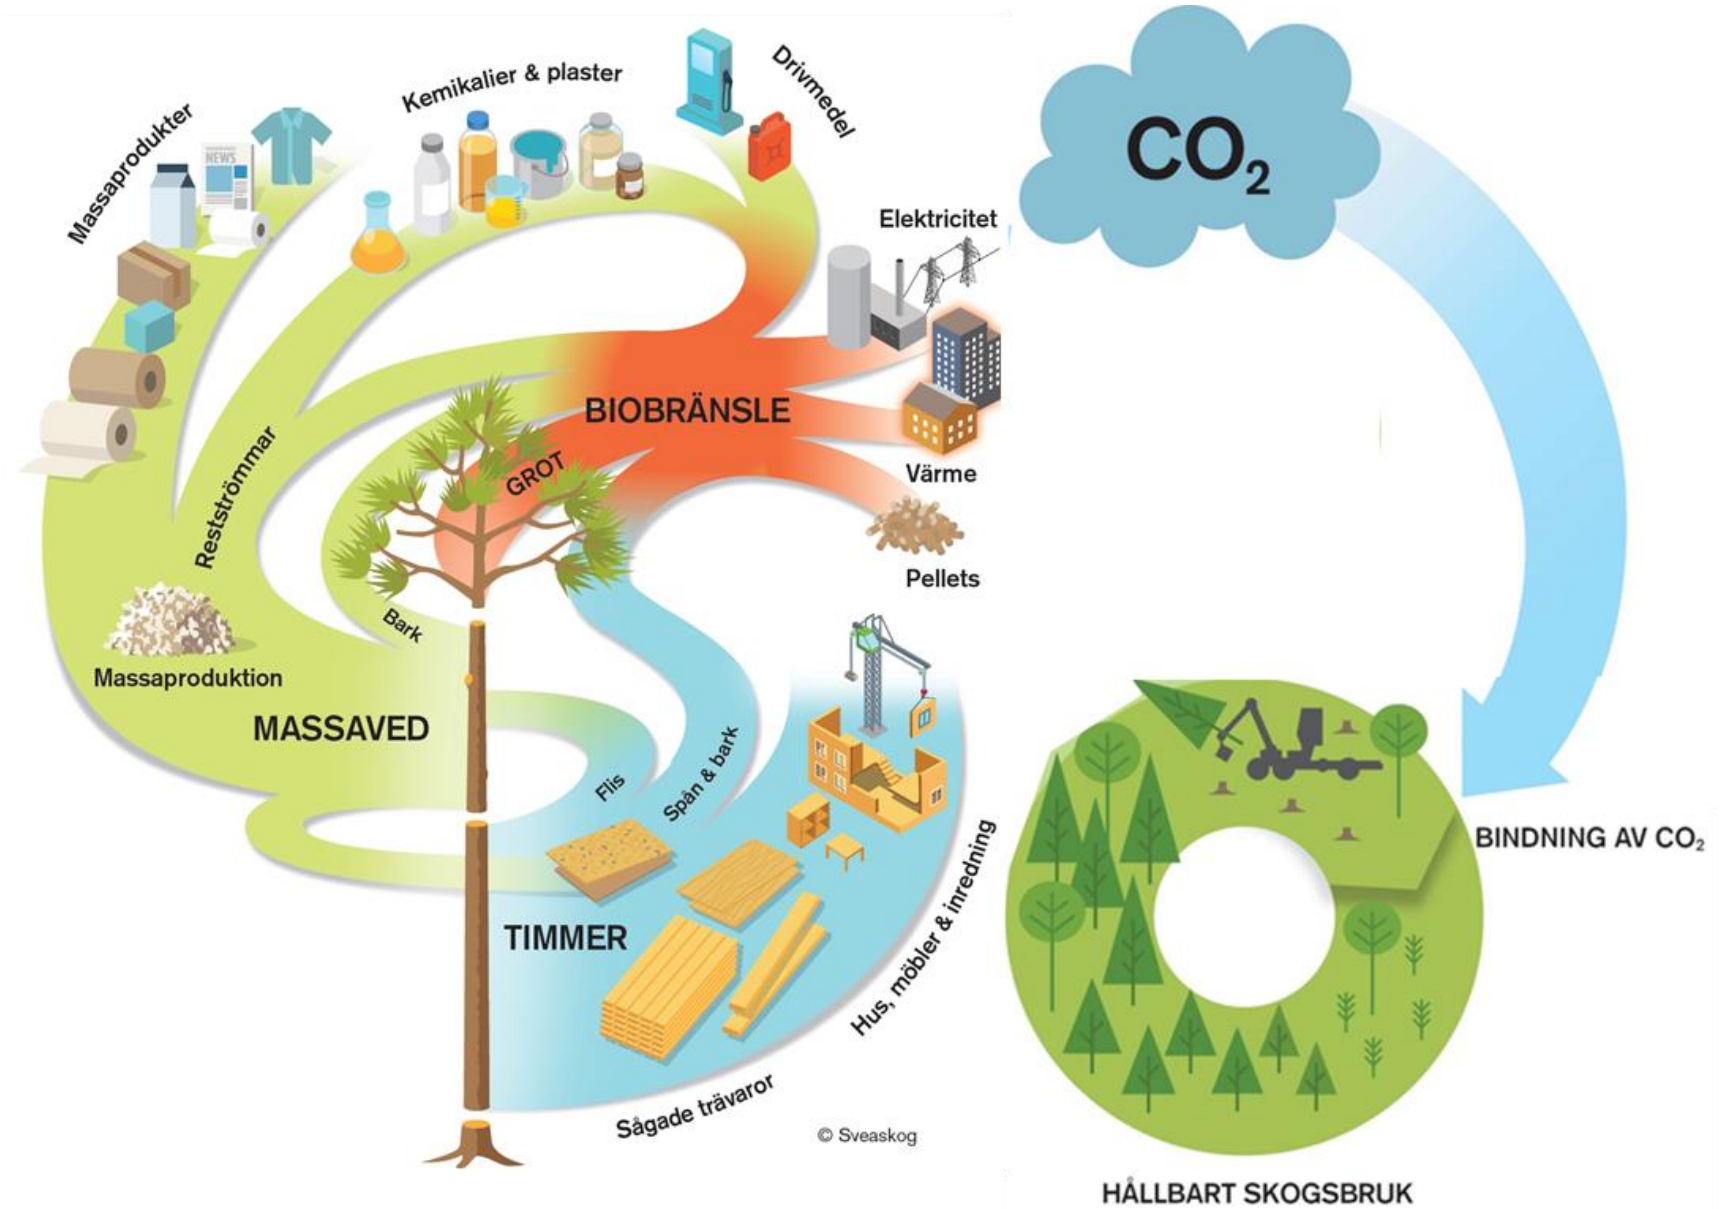 Massaprodukter
NEWS
Kemikalier & plaster
Drivmedel
Elektricitet
BIOBRÄNSLE
GROT
Värme
Pellets
Restströmmar
Bark
Massaproduktion
MASSAVED
Flis
Spån & bark
TIMMER
Hus, möbler & inredning
Sågade trävaror
© Sveaskog
CO₂
BINDNING AV CO₂
HÅLLBART SKOGSBRUK